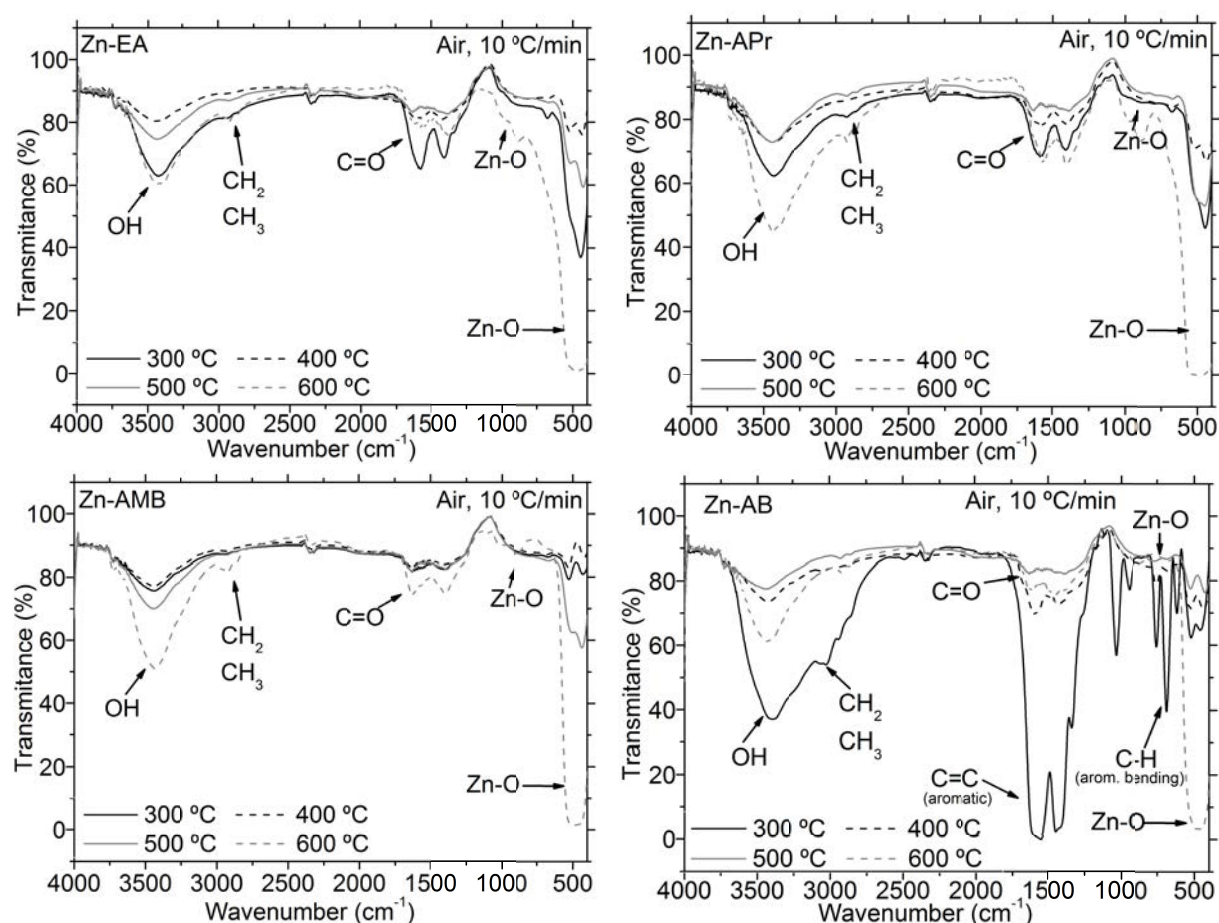 Zn-EA
Air, 10 ºC/min
100
80
60
40
20
0
Transmitance (%)
OH
CH₂
CH₃
C=O
Zn-O
Zn-O
300 ºC
400 ºC
500 ºC
600 ºC
4000 3500 3000 2500 2000 1500 1000 500
Wavenumber (cm⁻¹)
Zn-APr
Air, 10 ºC/min
100
80
60
40
20
0
Transmitance (%)
OH
CH₂
CH₃
C=O
Zn-O
Zn-O
300 ºC
400 ºC
500 ºC
600 ºC
4000 3500 3000 2500 2000 1500 1000 500
Wavenumber (cm⁻¹)
Zn-AMB
Air, 10 ºC/min
100
80
60
40
20
0
Transmitance (%)
OH
CH₂
CH₃
C=O
Zn-O
Zn-O
300 ºC
400 ºC
500 ºC
600 ºC
4000 3500 3000 2500 2000 1500 1000 500
Wavenumber (cm⁻¹)
Zn-AB
Air, 10 ºC/min
100
80
60
40
20
0
Transmitance (%)
Zn-O
C=O
OH
CH₂
CH₃
C=C
(aromatic)
C-H
(arom. bending)
Zn-O
300 ºC
400 ºC
500 ºC
600 ºC
4000 3500 3000 2500 2000 1500 1000 500
Wavenumber (cm⁻¹)